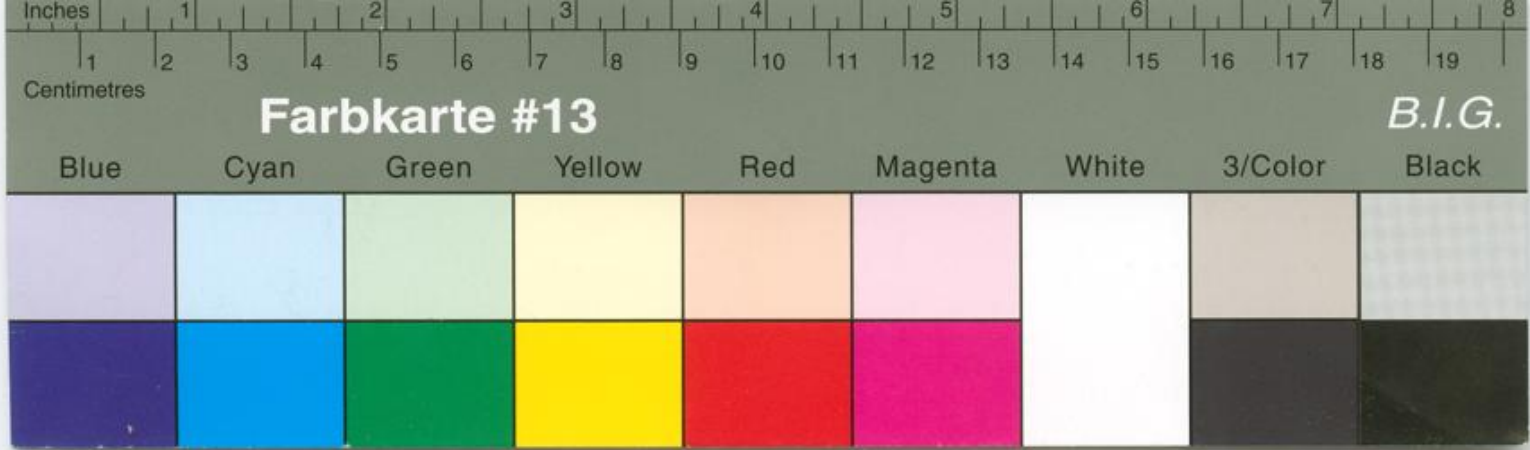 Inches 1 2 3 4 5 6 7 8
1 2 3 4 5 6 7 8 9 10 11 12 13 14 15 16 17 18 19
Centimetres
Farbkarte #13 B.I.G.
Blue Cyan Green Yellow Red Magenta White 3/Color Black